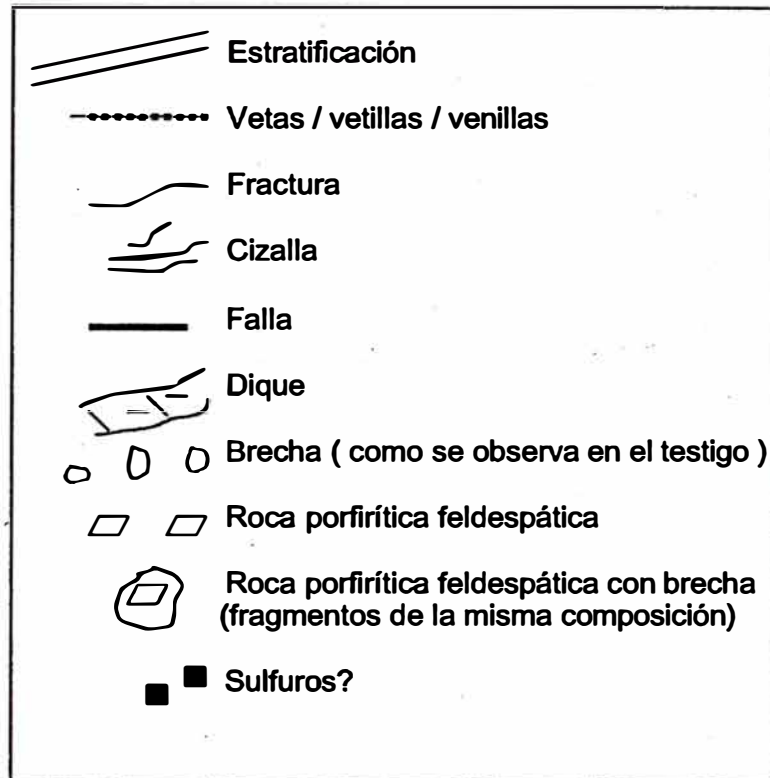 Estratificación
Vetas / vetillas / venillas
Fractura
Cizalla
Falla
Dique
Brecha ( como se observa en el testigo )
Roca porfirítica feldespática
Roca porfirítica feldespática con brecha
(fragmentos de la misma composición)
Sulfuros?